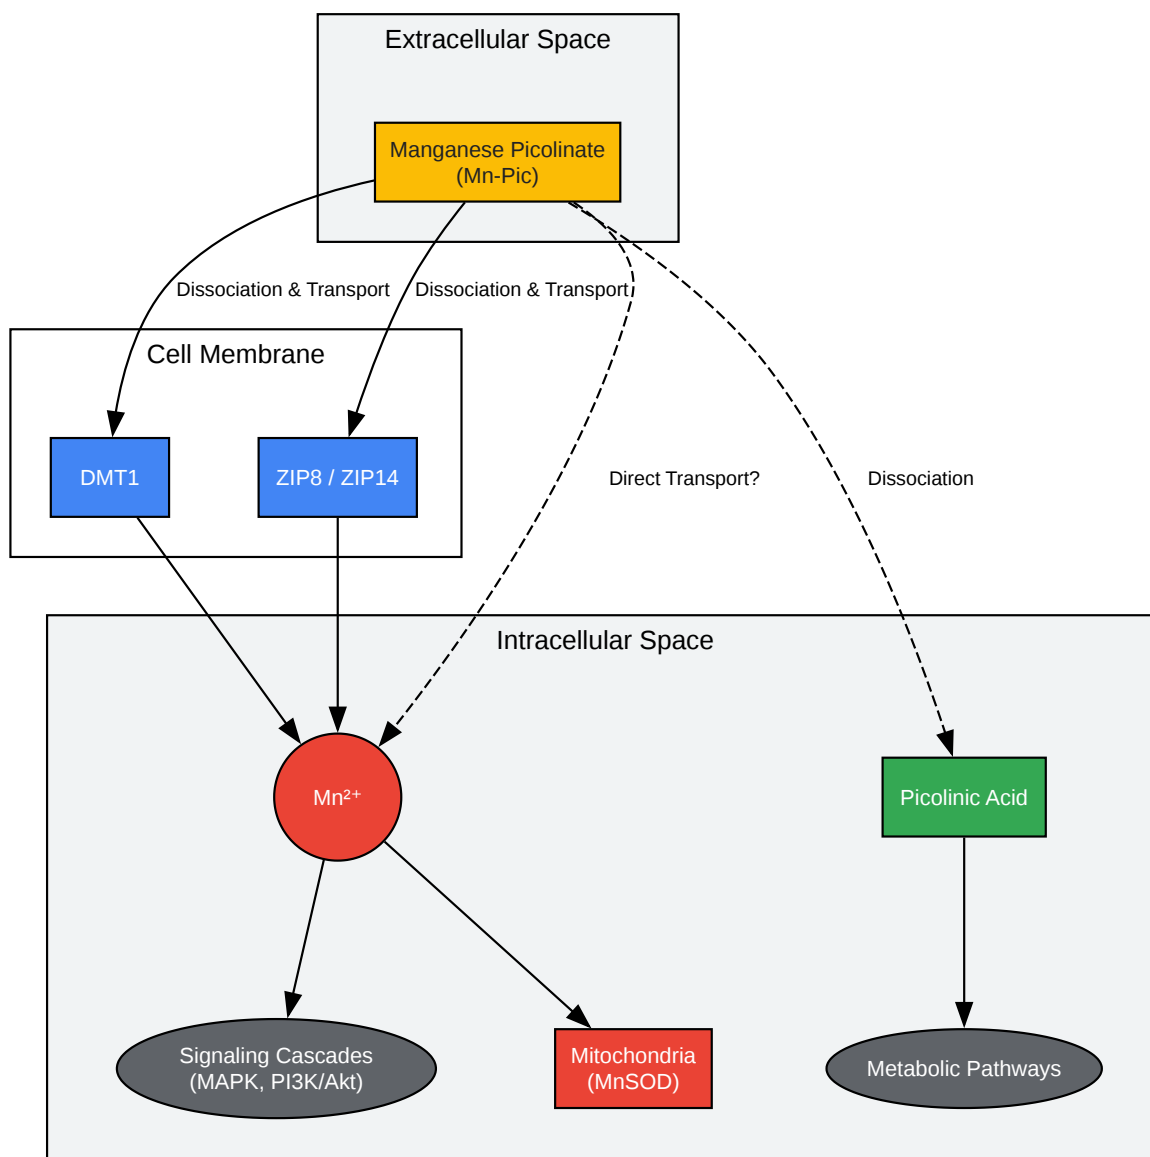 Extracellular Space
Manganese Picolinate
(Mn-Pic)
Dissociation & Transport
Dissociation & Transport
Cell Membrane
DMT1
ZIP8 / ZIP14
Direct Transport?
Dissociation
Intracellular Space
Mn²⁺
Picolinic Acid
Signaling Cascades
(MAPK, PI3K/Akt)
Mitochondria
(MnSOD)
Metabolic Pathways